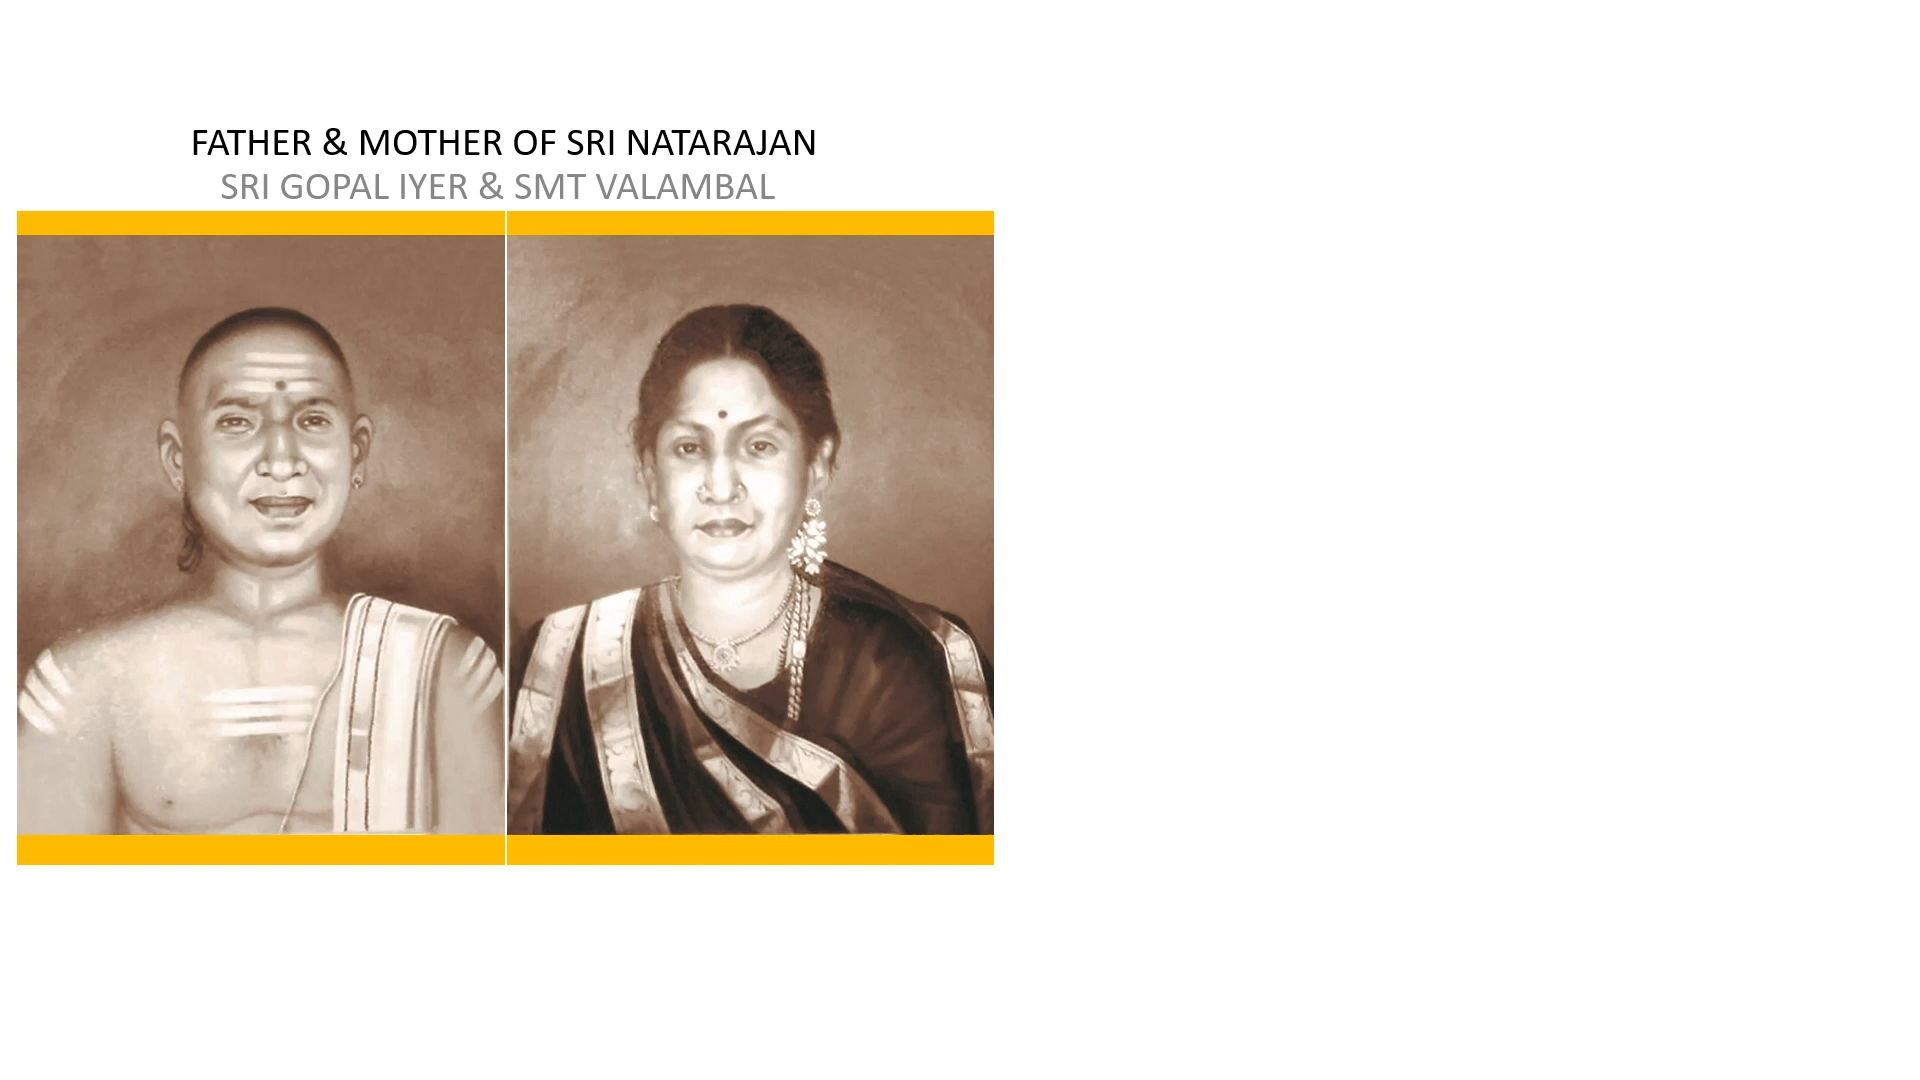 FATHER & MOTHER OF SRI NATARAJAN
SRI GOPAL IYER & SMT VALAMBAL